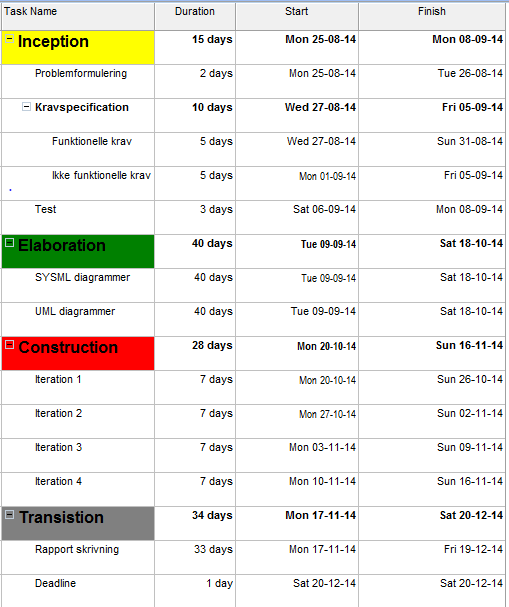 Task Name Duration Start Finish
Inception 15 days Mon 25-08-14 Mon 08-09-14
Problemformulering 2 days Mon 25-08-14 Tue 26-08-14
Kravspecification 10 days Wed 27-08-14 Fri 05-09-14
Funktionelle krav 5 days Wed 27-08-14 Sun 31-08-14
Ikke funktionelle krav 5 days Mon 01-09-14 Fri 05-09-14
Test 3 days Sat 06-09-14 Mon 08-09-14
Elaboration 40 days Tue 09-09-14 Sat 18-10-14
SYSML diagrammer 40 days Tue 09-09-14 Sat 18-10-14
UML diagrammer 40 days Tue 09-09-14 Sat 18-10-14
Construction 28 days Mon 20-10-14 Sun 16-11-14
Iteration 1 7 days Mon 20-10-14 Sun 26-10-14
Iteration 2 7 days Mon 27-10-14 Sun 02-11-14
Iteration 3 7 days Mon 03-11-14 Sun 09-11-14
Iteration 4 7 days Mon 10-11-14 Sun 16-11-14
Transistion 34 days Mon 17-11-14 Sat 20-12-14
Rapport skrivning 33 days Mon 17-11-14 Fri 19-12-14
Deadline 1 day Sat 20-12-14 Sat 20-12-14